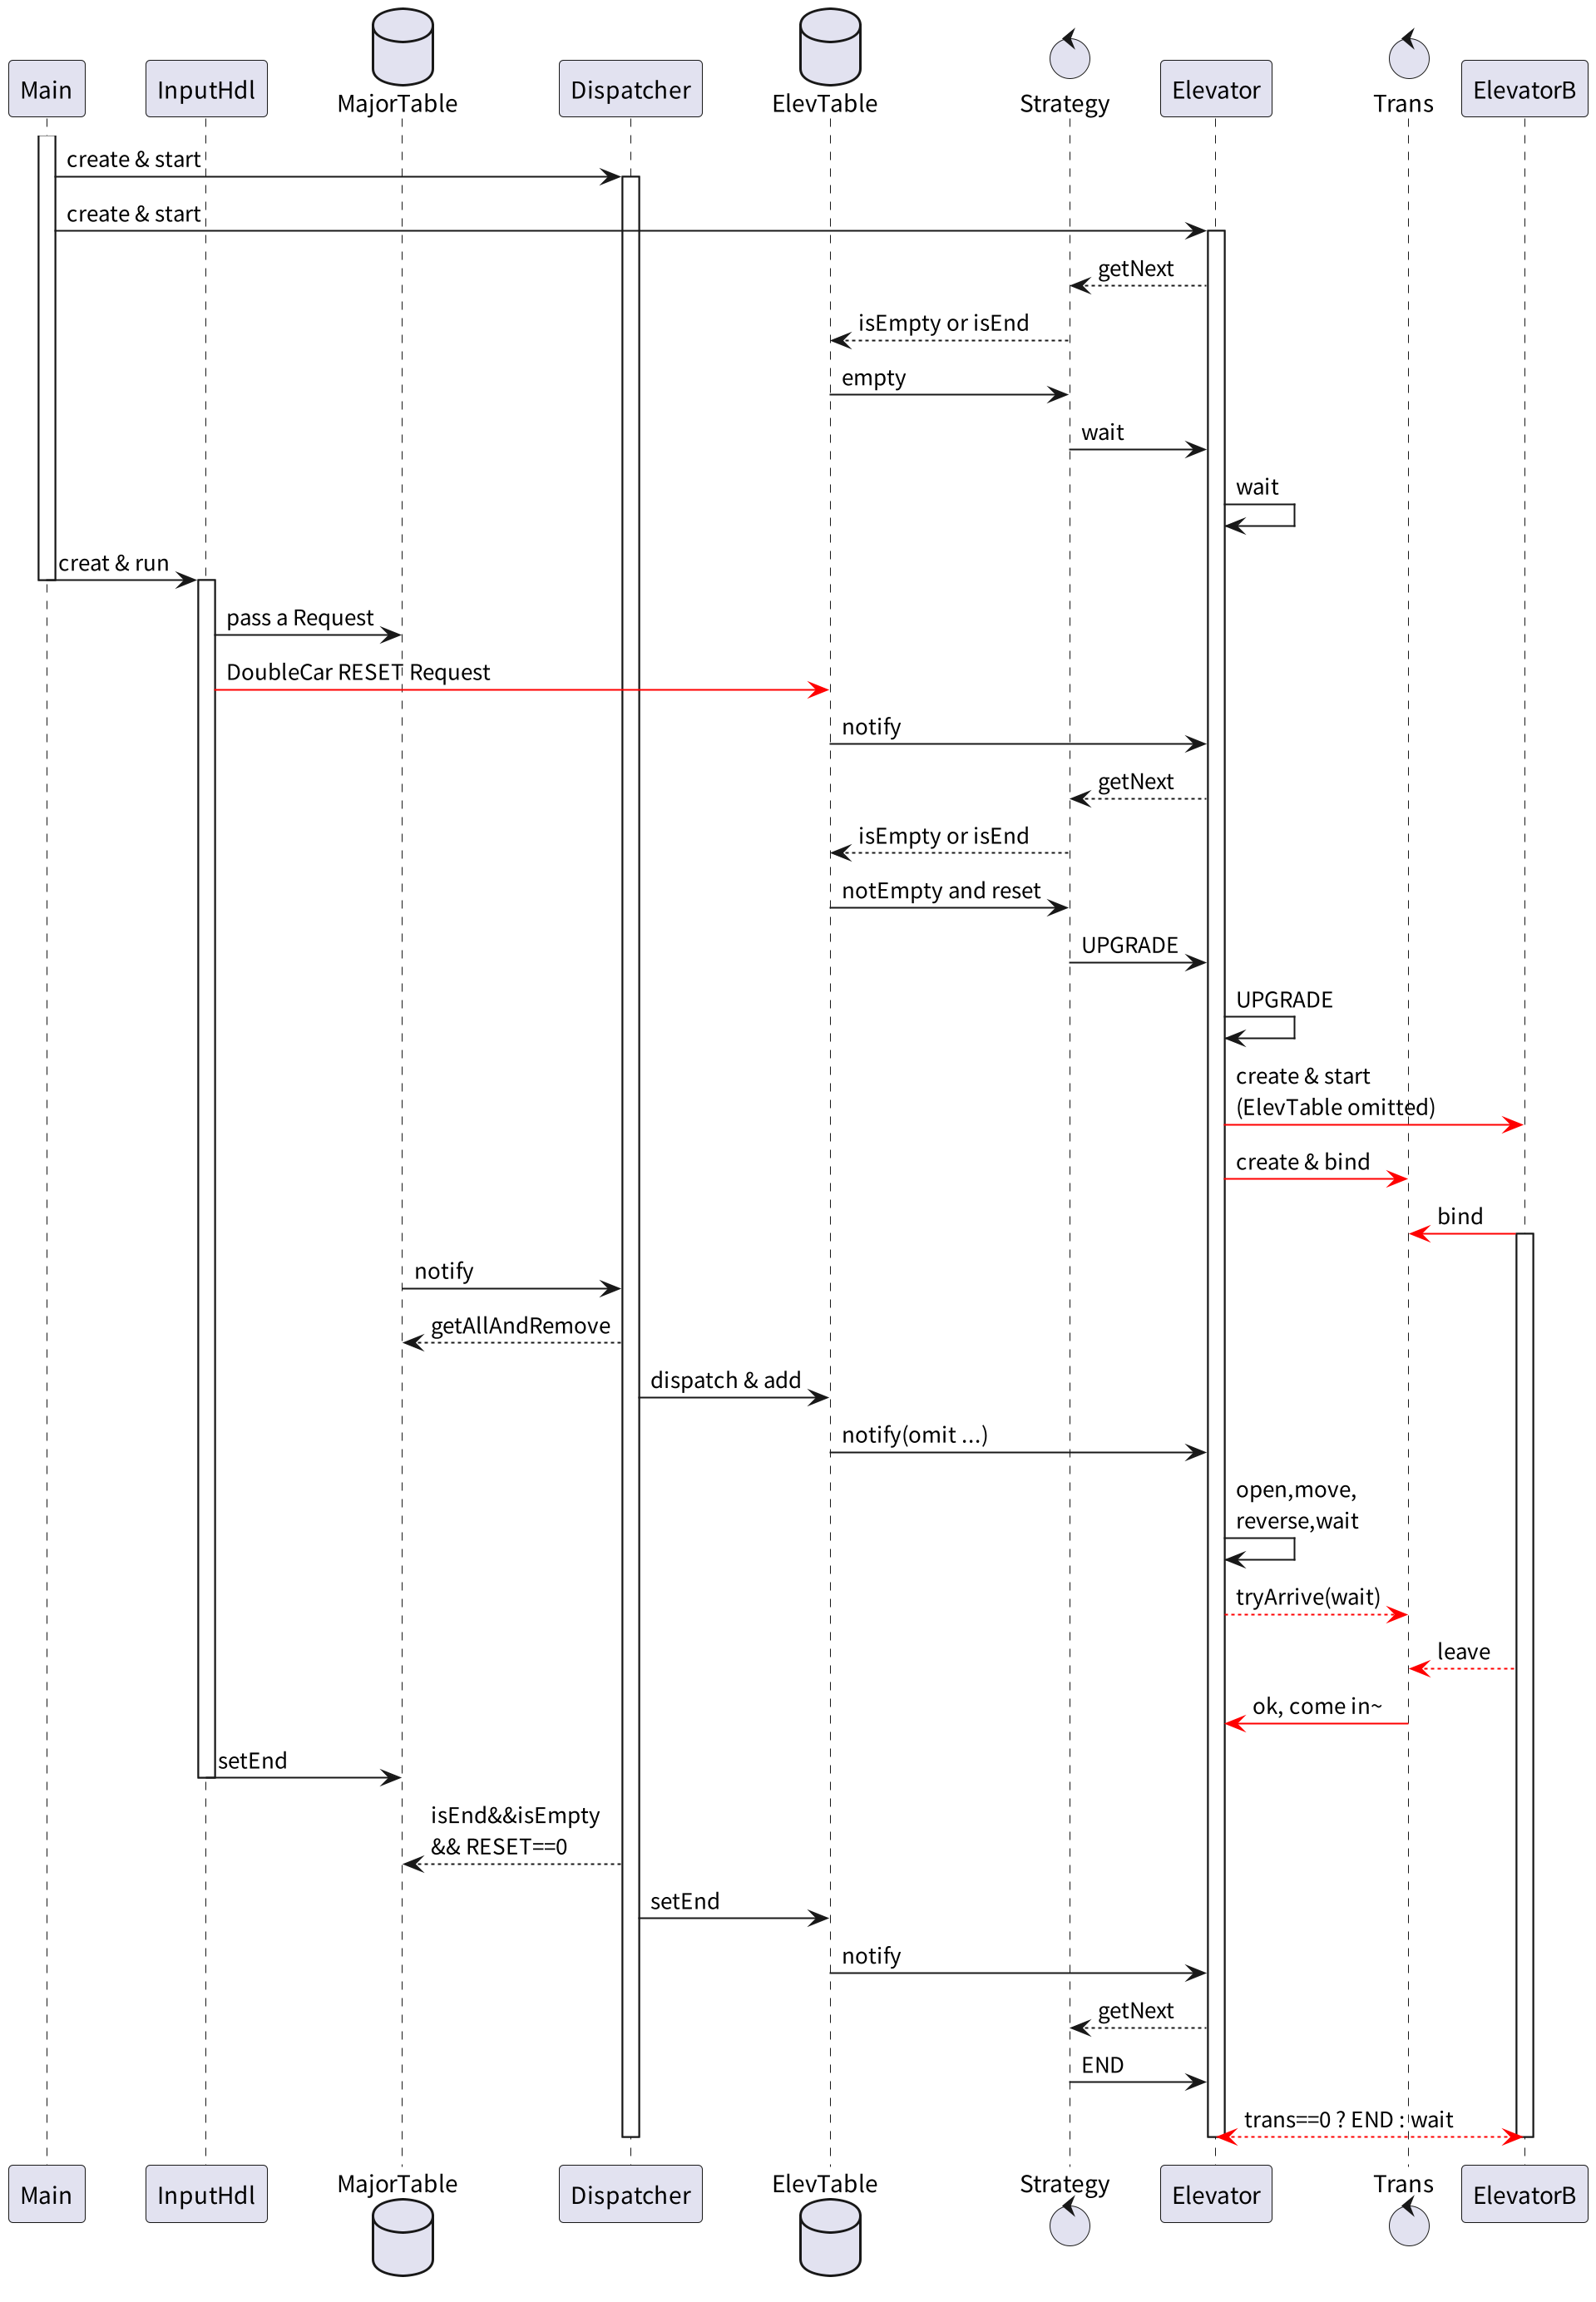 Main
InputHdl
MajorTable
Dispatcher
ElevTable
Strategy
Elevator
Trans
ElevatorB
create & start
create & start
getNext
isEmpty or isEnd
empty
wait
wait
creat & run
pass a Request
DoubleCar RESET Request
notify
getNext
isEmpty or isEnd
notEmpty and reset
UPGRADE
UPGRADE
create & start
(ElevTable omitted)
create & bind
bind
notify
getAllAndRemove
dispatch & add
notify(omit ...)
open,move,
reverse,wait
tryArrive(wait)
leave
ok, come in~
setEnd
isEnd&&isEmpty
&& RESET==0
setEnd
notify
getNext
END
trans==0 ? END : wait
Main
InputHdl
MajorTable
Dispatcher
ElevTable
Strategy
Elevator
Trans
ElevatorB